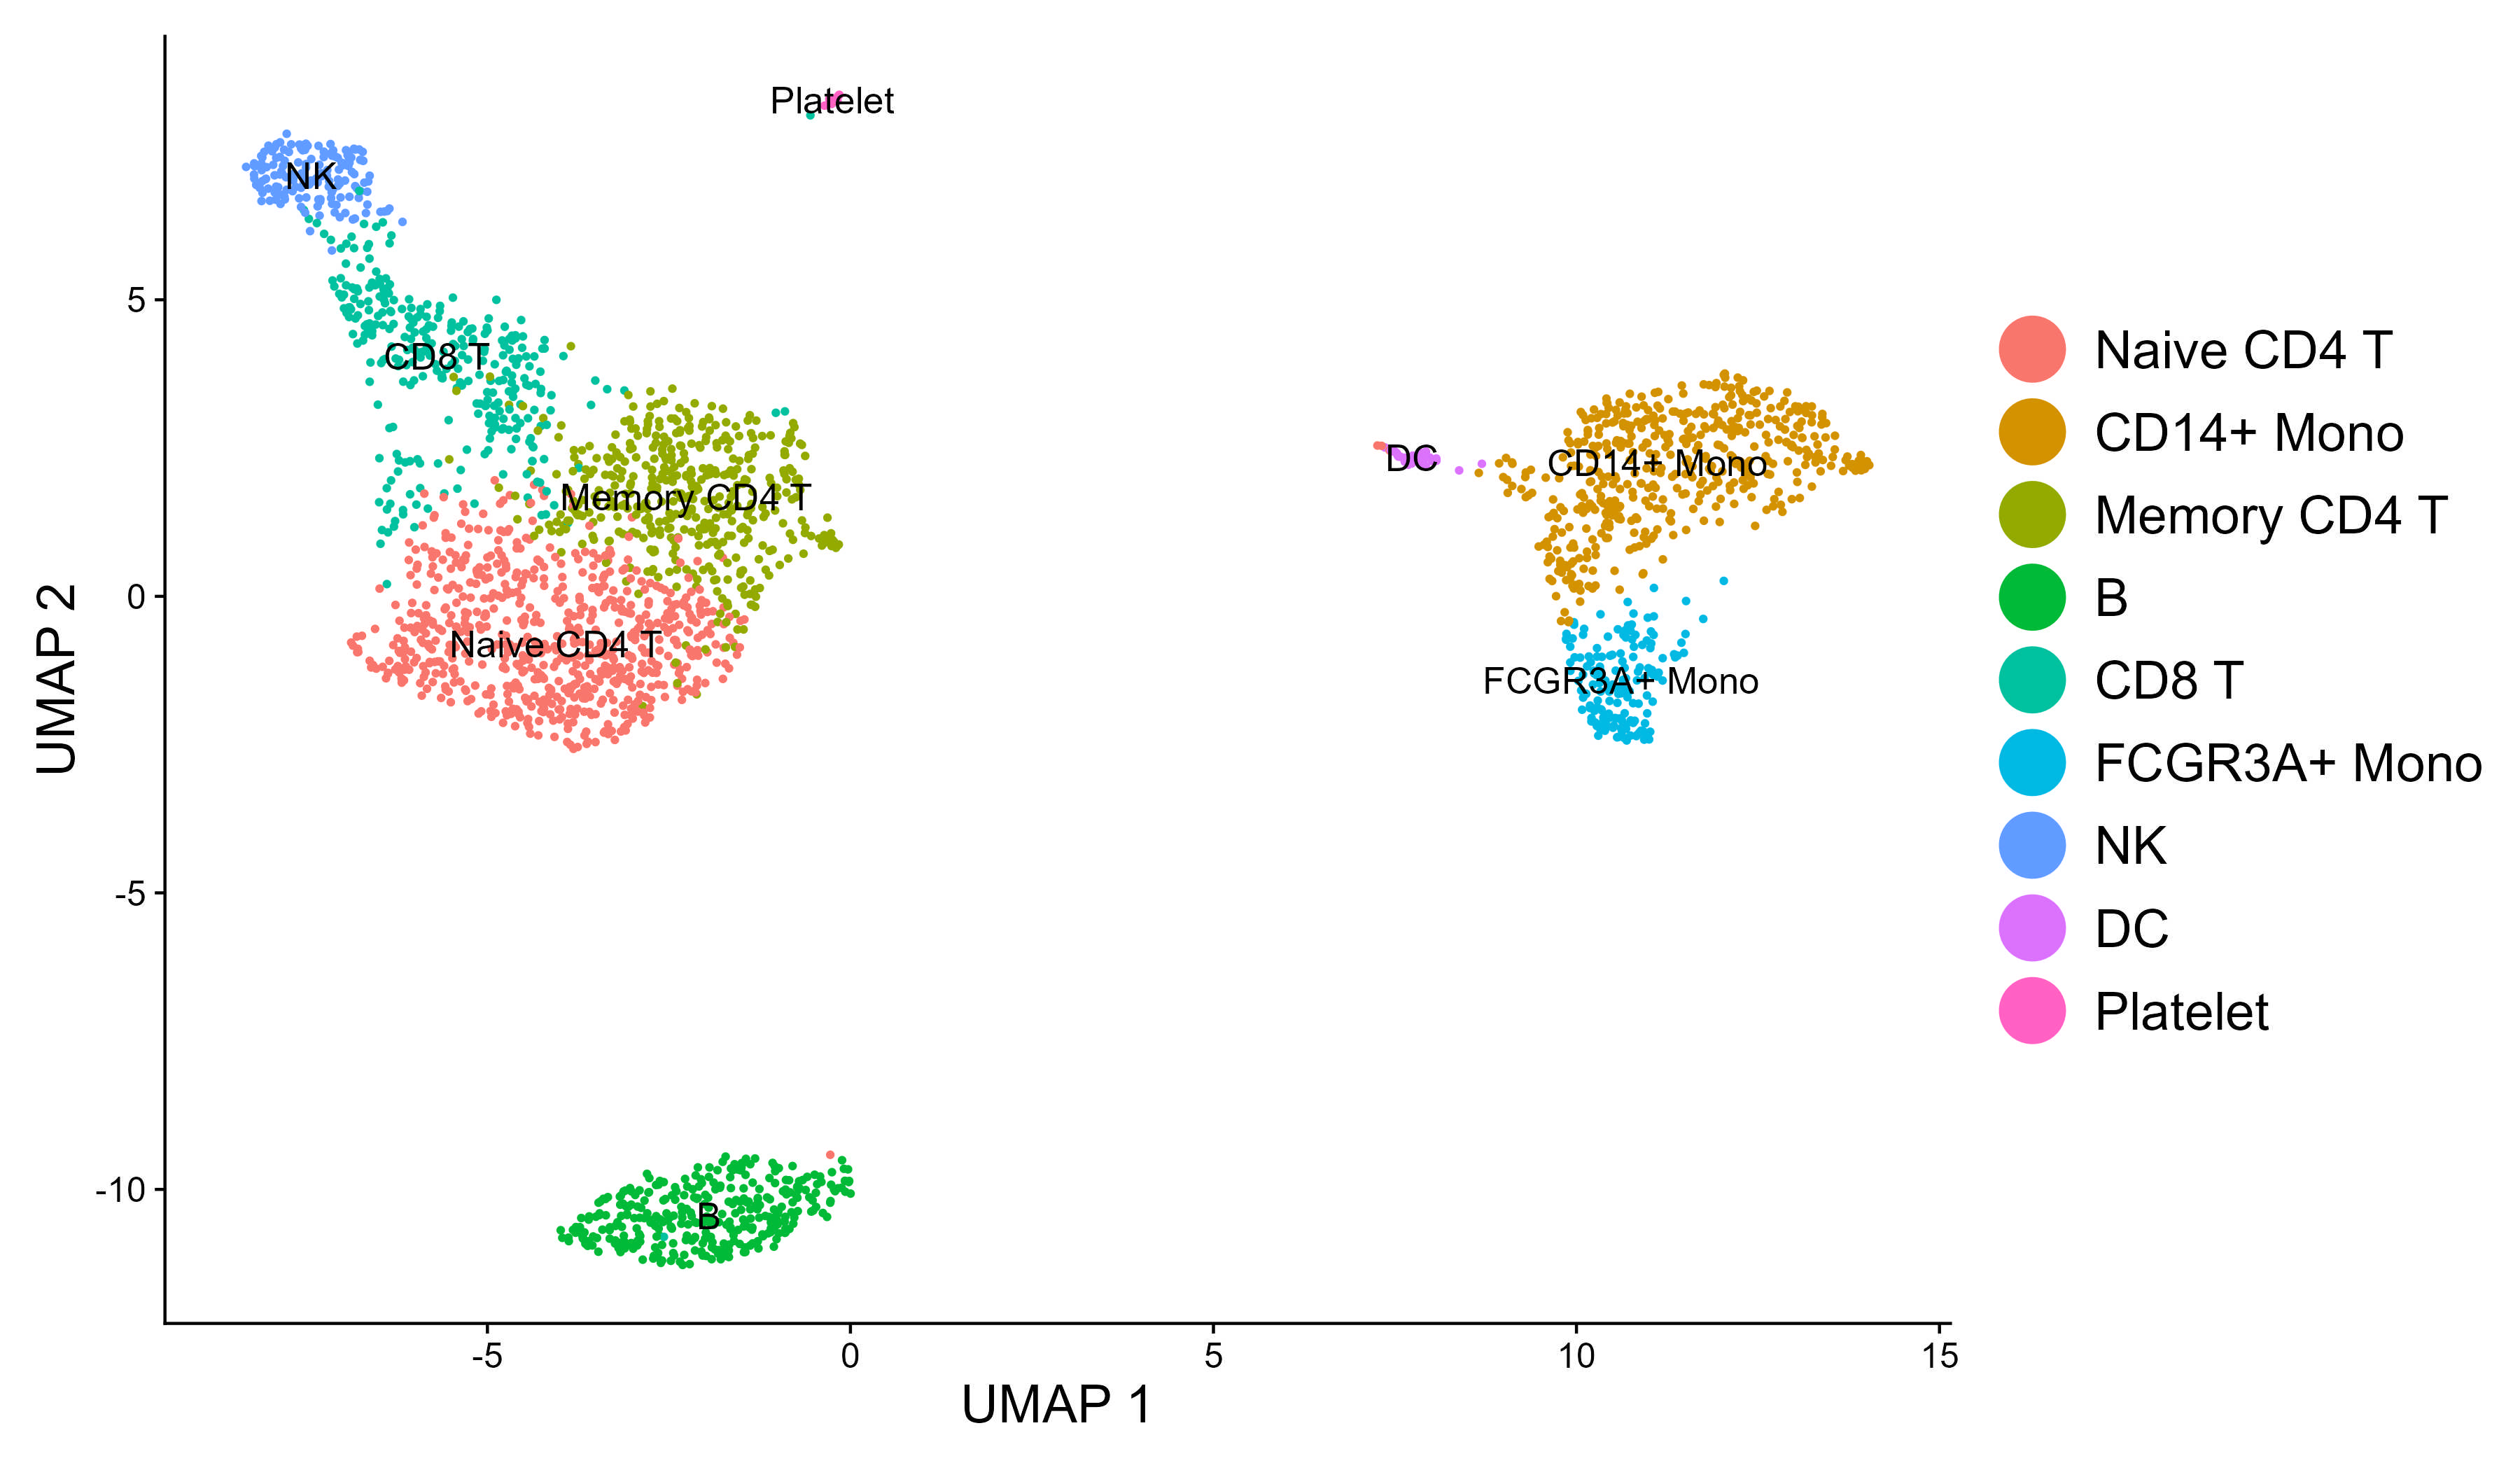 Platelet
NK
5
CD8 T
DC
CD14+ Mono
Memory CD4 T
0
Naive CD4 T
FCGR3A+ Mono
UMAP 2
-5
-10
B
-5
0
5
10
15
UMAP 1
Naive CD4 T
CD14+ Mono
Memory CD4 T
B
CD8 T
FCGR3A+ Mono
NK
DC
Platelet